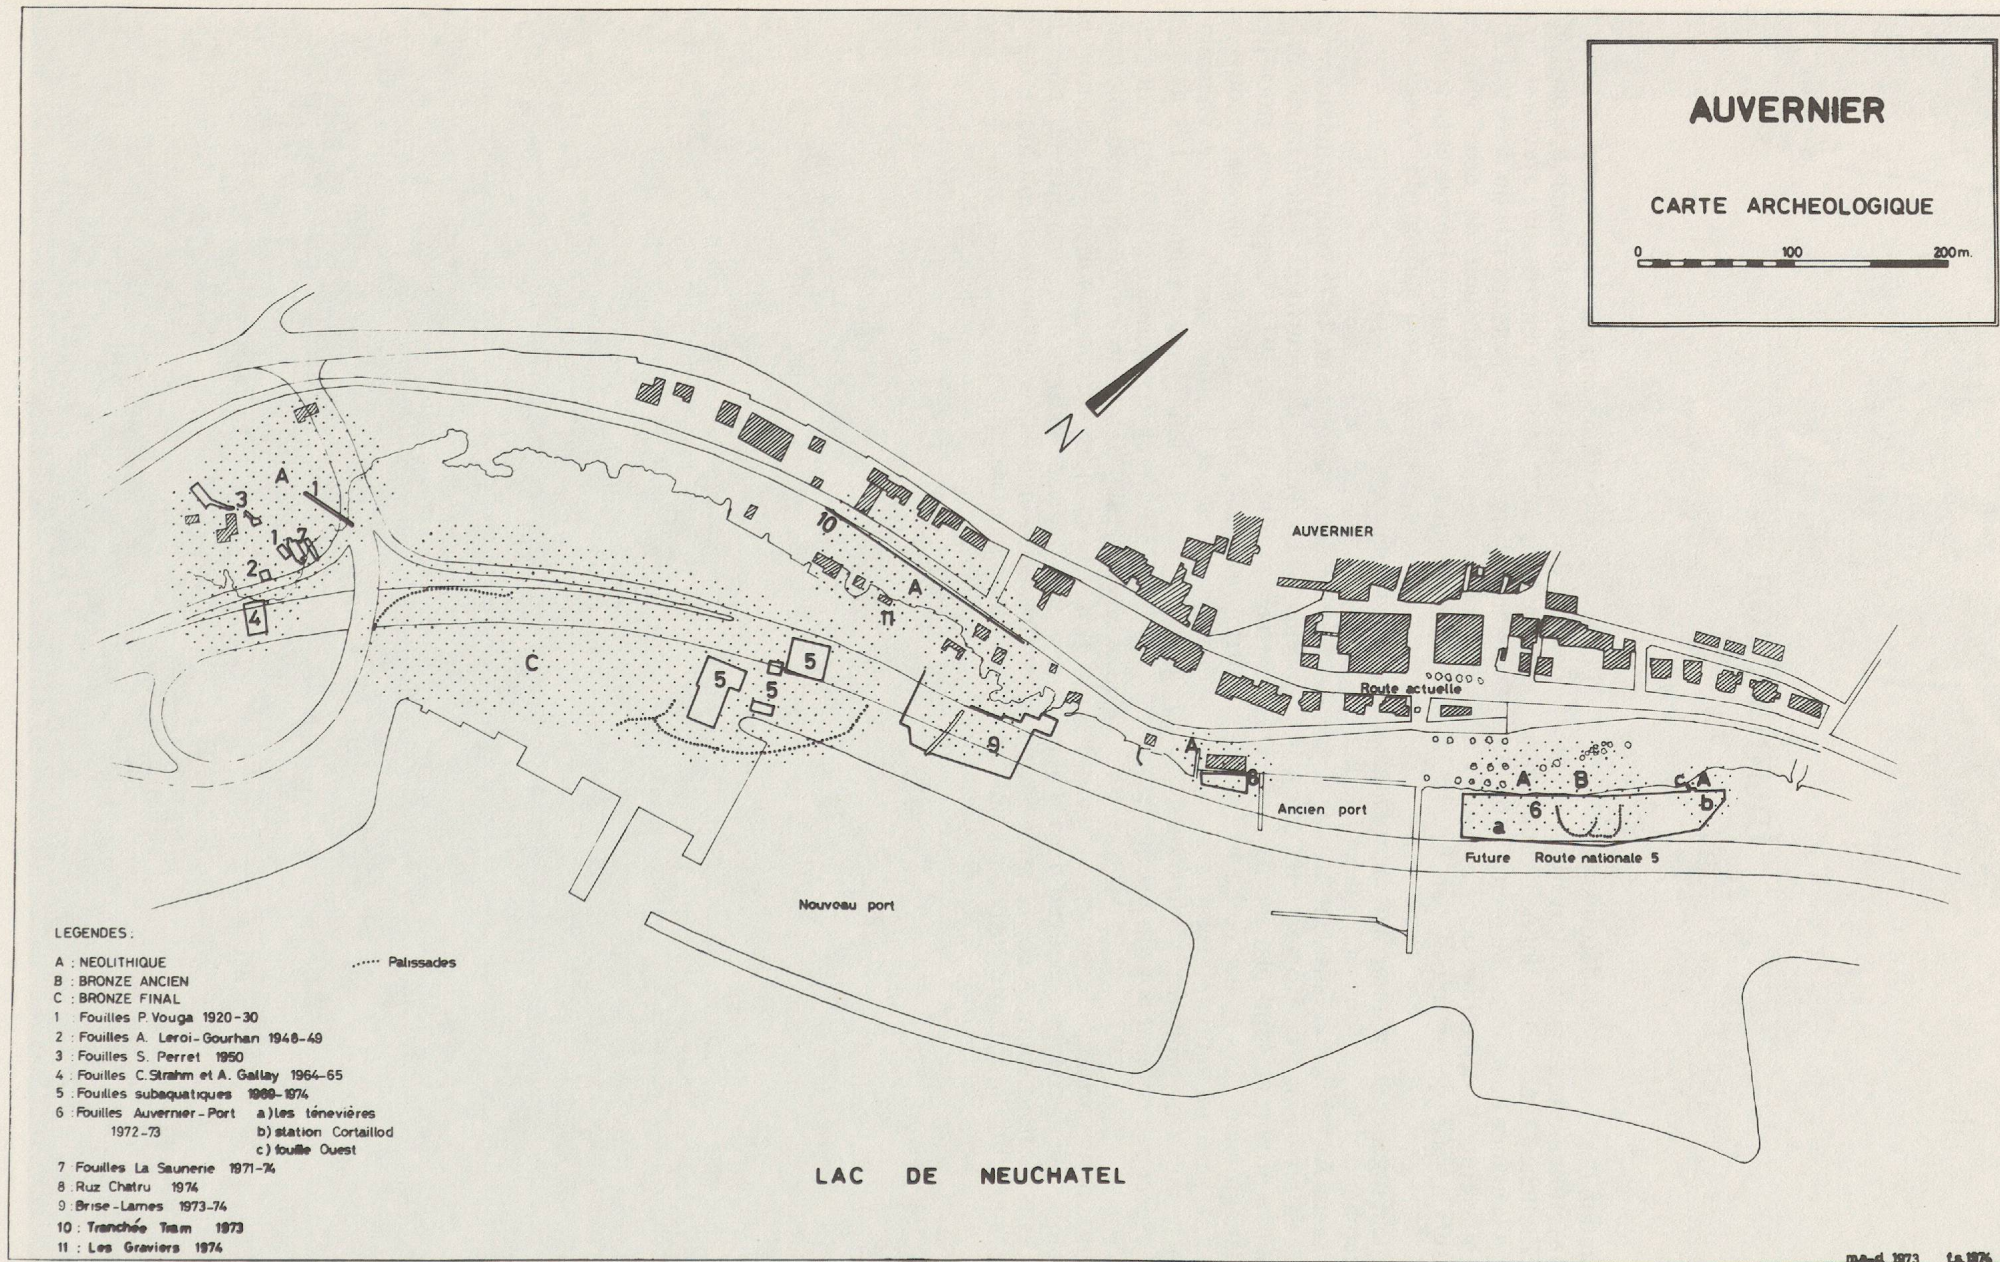 AUVERNIER
CARTE ARCHEOLOGIQUE
0 100 200m.
N
AUVERNIER
A
1
3
1 7
2
4
10
A
11
C
5
5
5
9
Route actuelle
A
8
Ancien port
A B c A
6 b
a
Future Route nationale 5
Nouveau port
LEGENDES :
A : NEOLITHIQUE
..... Palissades
B : BRONZE ANCIEN
C : BRONZE FINAL
1 : Fouilles P. Vouga 1920-30
2 : Fouilles A. Leroi-Gourhan 1948-49
3 : Fouilles S. Perret 1950
4 : Fouilles C. Strahm et A. Gallay 1964-65
5 : Fouilles subaquatiques 1969-1974
6 : Fouilles Auvernier-Port a) les ténevières
1972-73 b) station Cortaillod
c) fouille Ouest
7 : Fouilles La Saunerie 1971-74
8 : Ruz Chatru 1974
9 : Brise-Lames 1973-74
10 : Tranchée Tram 1973
11 : Les Graviers 1974
LAC DE NEUCHATEL
1973 1974